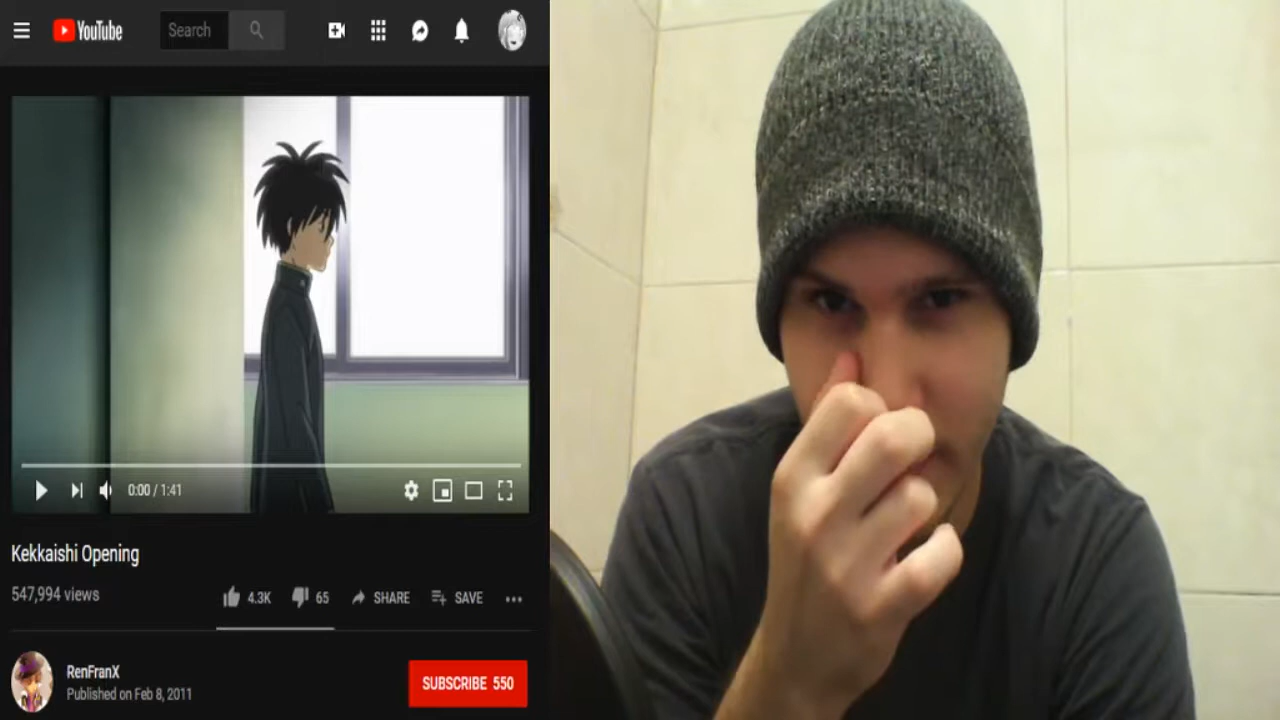 YouTube
Search
0:00 / 1:41
Kekkaishi Opening
547,994 views
4.3K 65 SHARE SAVE
RenFranX
Published on Feb 8, 2011
SUBSCRIBE 550